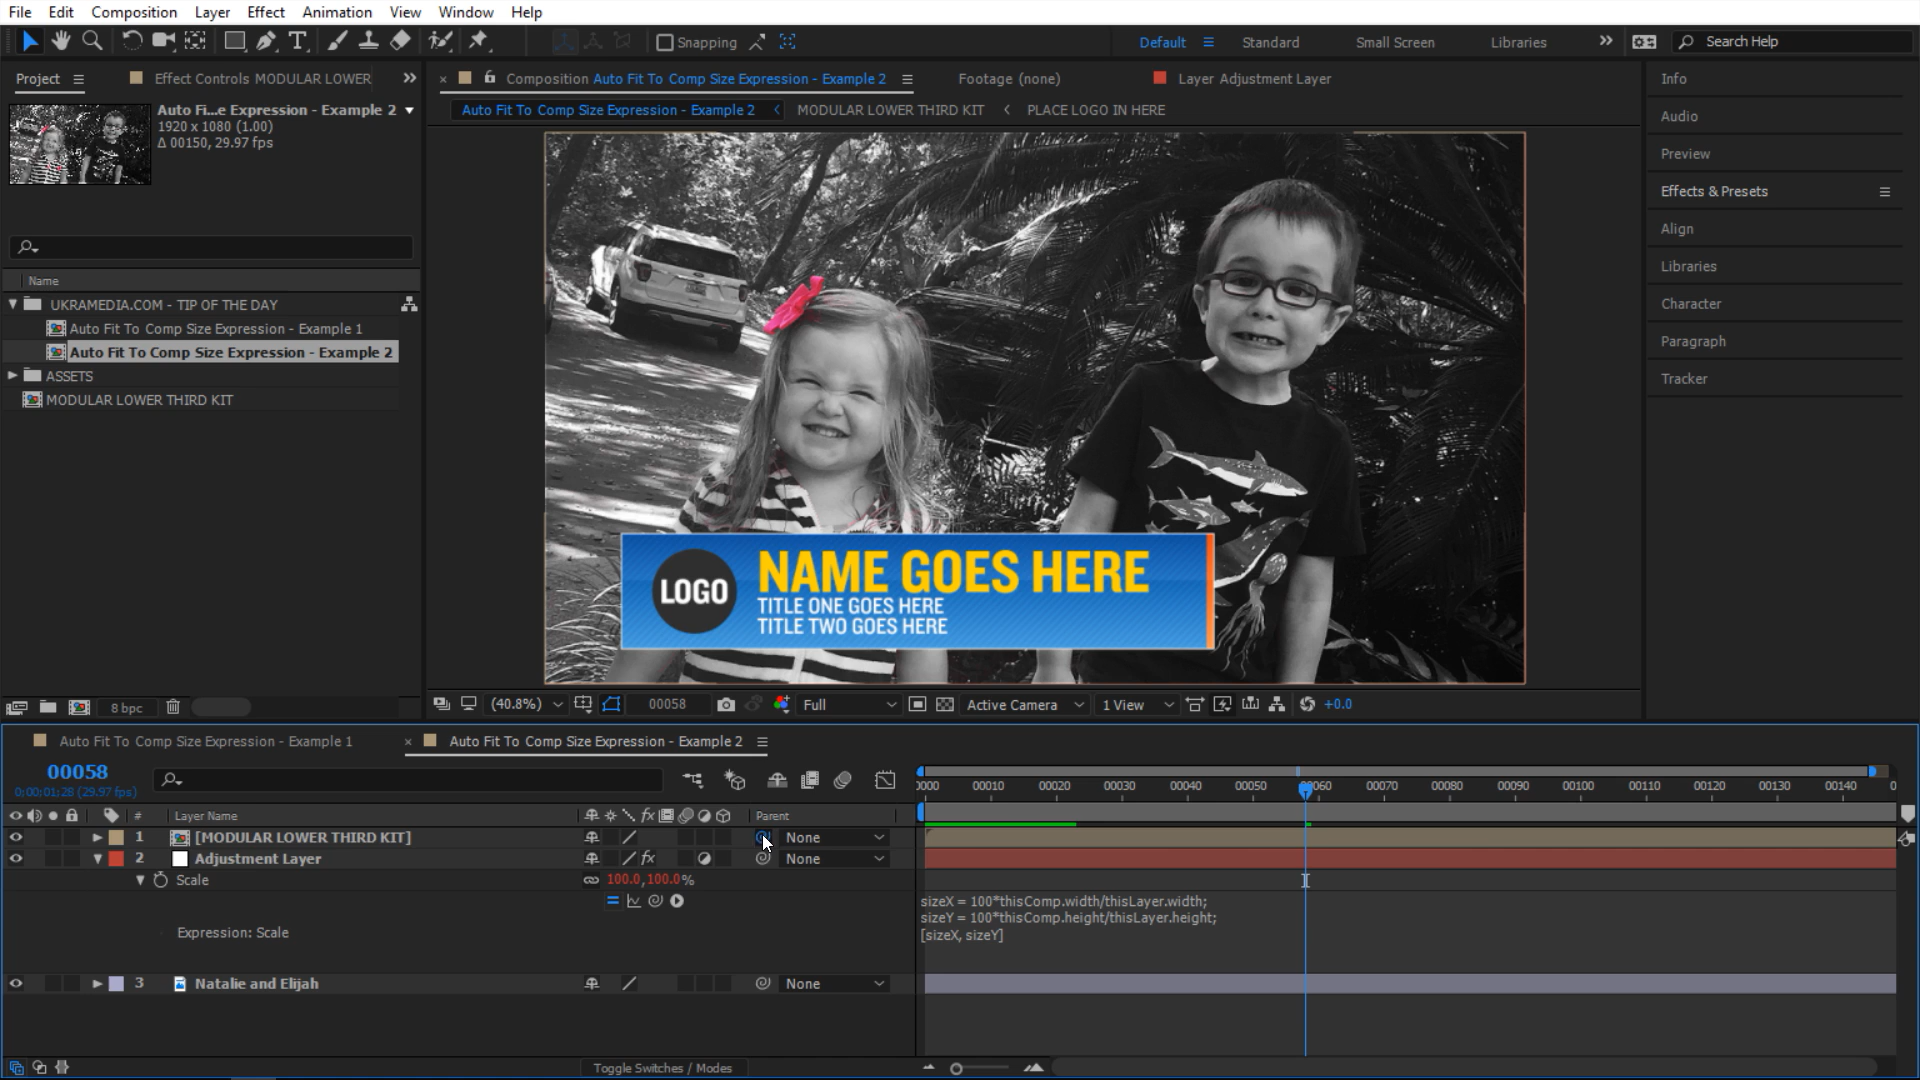 File Edit Composition Layer Effect Animation View Window Help
Snapping
Default Standard Small Screen Libraries Search Help
Project Effect Controls MODULAR LOWER
Composition Auto Fit To Comp Size Expression - Example 2 Footage (none) Layer Adjustment Layer
Auto Fit To Comp Size Expression - Example 2 MODULAR LOWER THIRD KIT PLACE LOGO IN HERE
Auto Fi...e Expression - Example 2
1920 x 1080 (1.00)
Δ 00150, 29.97 fps
Name
UKRAMEDIA.COM - TIP OF THE DAY
Auto Fit To Comp Size Expression - Example 1
Auto Fit To Comp Size Expression - Example 2
ASSETS
MODULAR LOWER THIRD KIT
8 bpc
LOGO
NAME GOES HERE
TITLE ONE GOES HERE
TITLE TWO GOES HERE
(40.8%) 00058 Full Active Camera 1 View +0.0
Info
Audio
Preview
Effects & Presets
Align
Libraries
Character
Paragraph
Tracker
Auto Fit To Comp Size Expression - Example 1 Auto Fit To Comp Size Expression - Example 2
00058
0;00;01;28 (29.97 fps)
0000 00010 00020 00030 00040 00050 00060 00070 00080 00090 00100 00110 00120 00130 00140 0
# Layer Name fx Parent
1 [MODULAR LOWER THIRD KIT] None
2 Adjustment Layer fx None
Scale 100.0,100.0%
Expression: Scale
sizeX = 100*thisComp.width/thisLayer.width;
sizeY = 100*thisComp.height/thisLayer.height;
[sizeX, sizeY]
3 Natalie and Elijah None
Toggle Switches / Modes